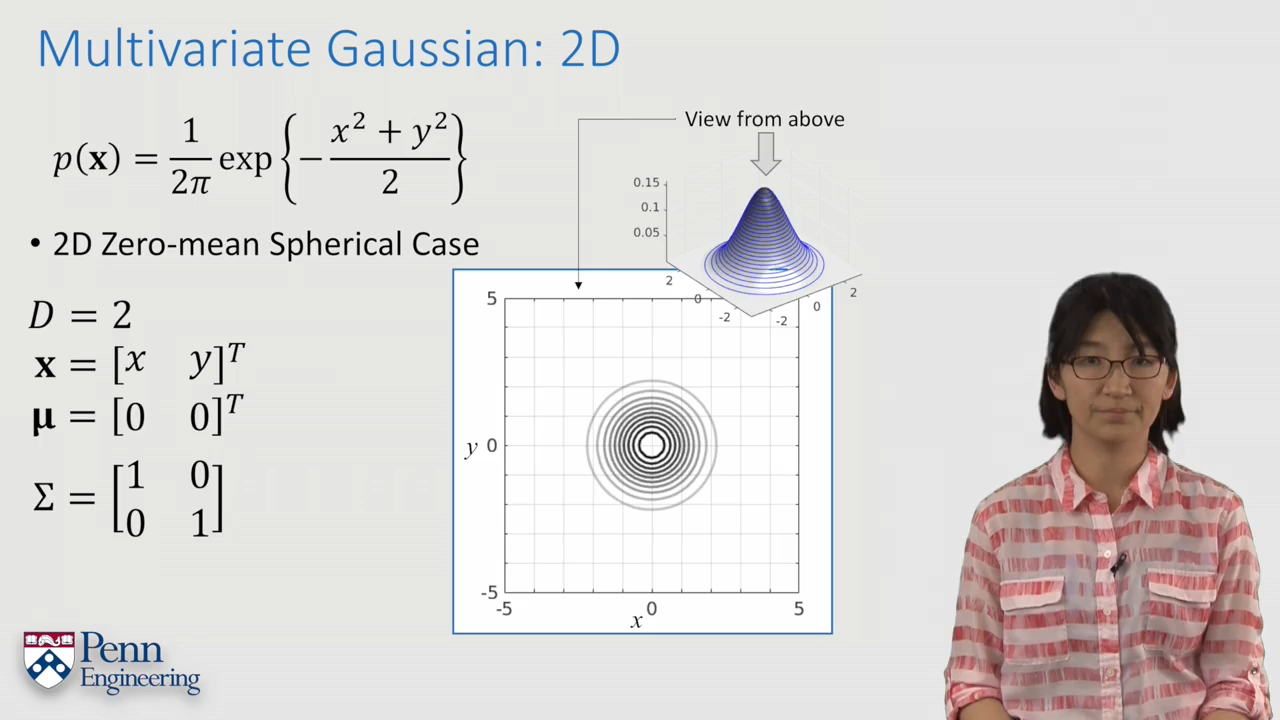 Multivariate Gaussian: 2D
p(𝐱) = 1/2π exp{−(x² + y²)/2}
• 2D Zero-mean Spherical Case
D = 2
𝐱 = [x y]ᵀ
𝛍 = [0 0]ᵀ
Σ = [1 0
0 1]
View from above
0.15
0.1
0.05
2
0
-2
-2
0
2
5
y 0
-5
-5 0 5
x
Penn
Engineering